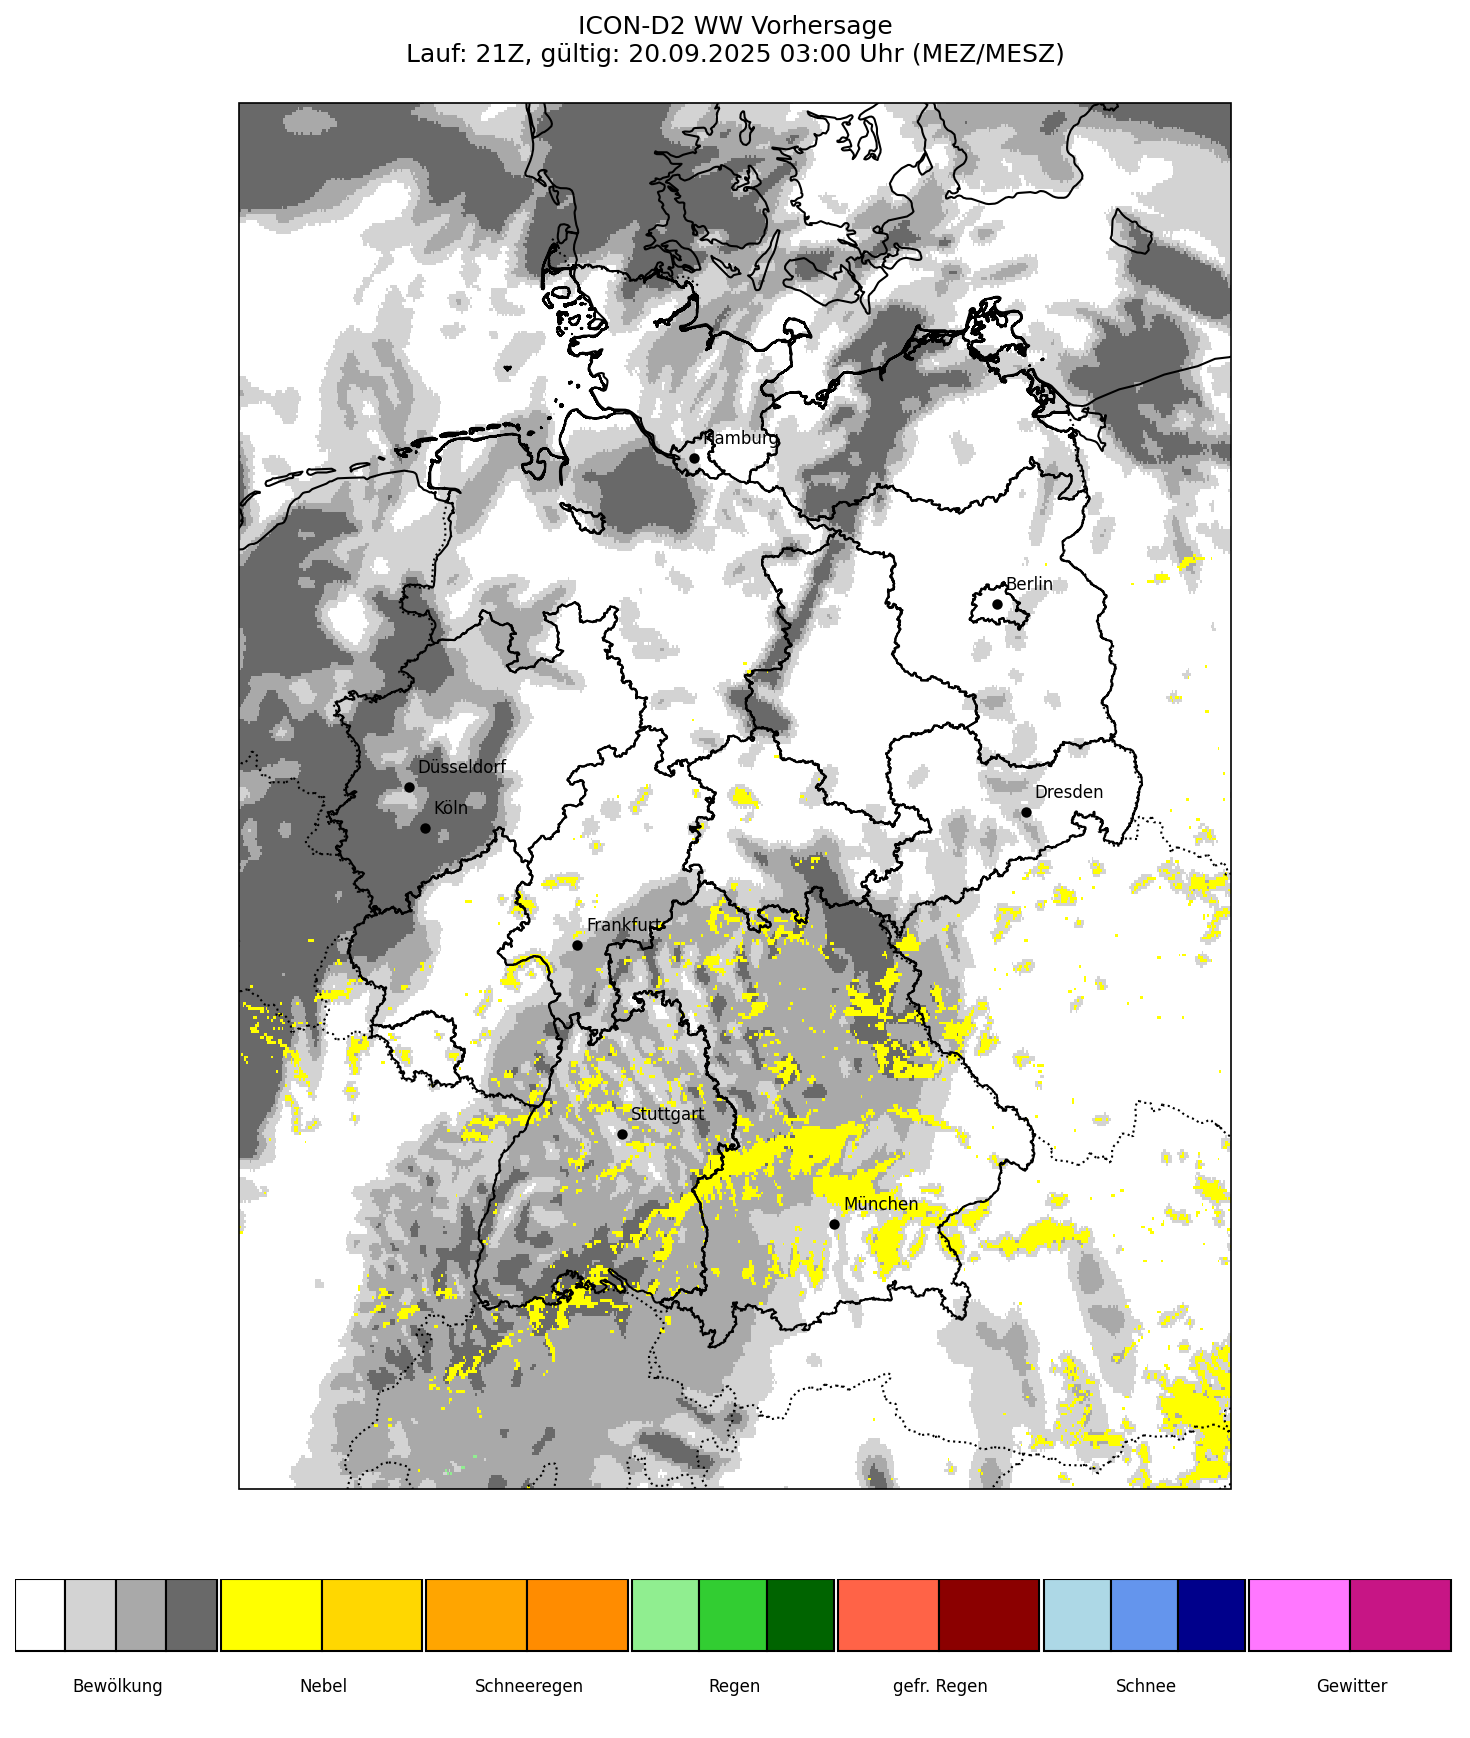 ICON-D2 WW Vorhersage
Lauf: 21Z, gültig: 20.09.2025 03:00 Uhr (MEZ/MESZ)
Hamburg
Berlin
Düsseldorf
Dresden
Köln
Frankfurt
Stuttgart
München
Bewölkung
Nebel
Schneeregen
Regen
gefr. Regen
Schnee
Gewitter